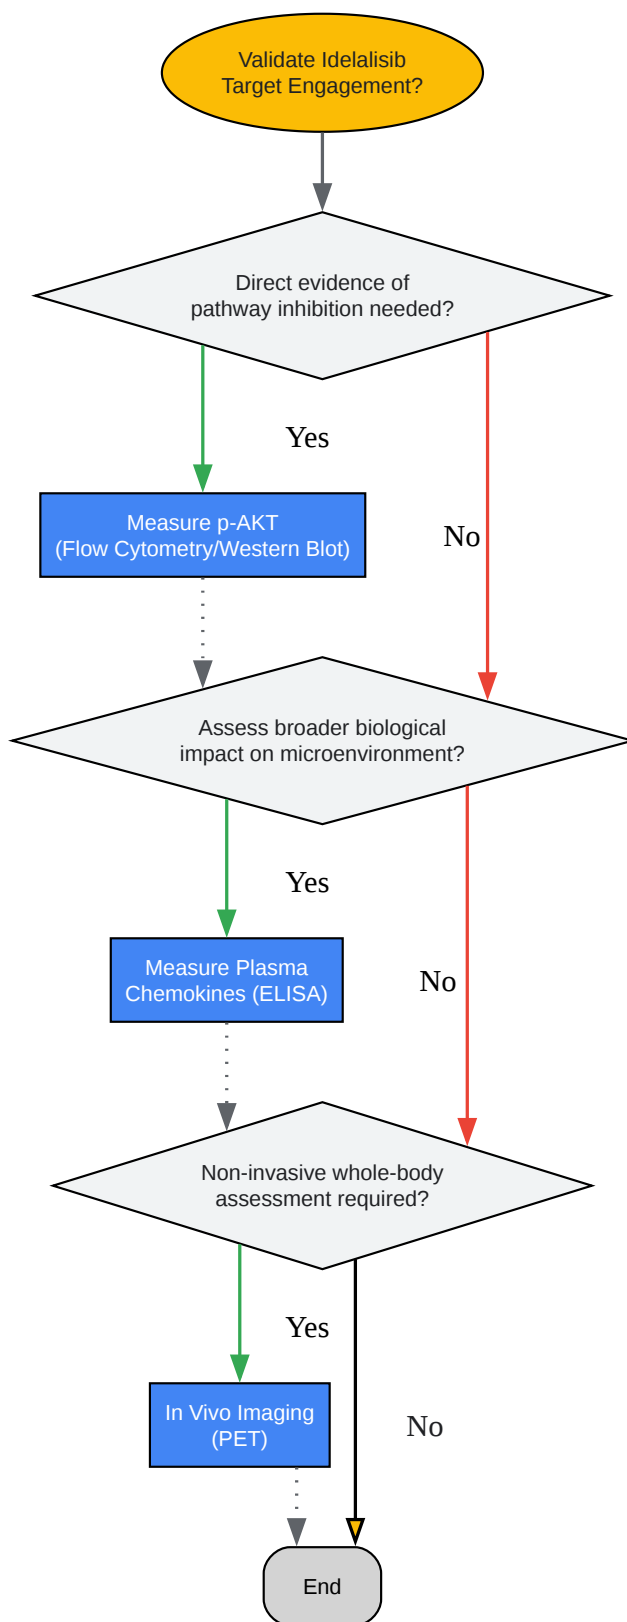 Validate Idelalisib
Target Engagement?
Direct evidence of
pathway inhibition needed?
Yes
Measure p-AKT
(Flow Cytometry/Western Blot)
No
Assess broader biological
impact on microenvironment?
Yes
Measure Plasma
Chemokines (ELISA)
No
Non-invasive whole-body
assessment required?
Yes
In Vivo Imaging
(PET)
No
End